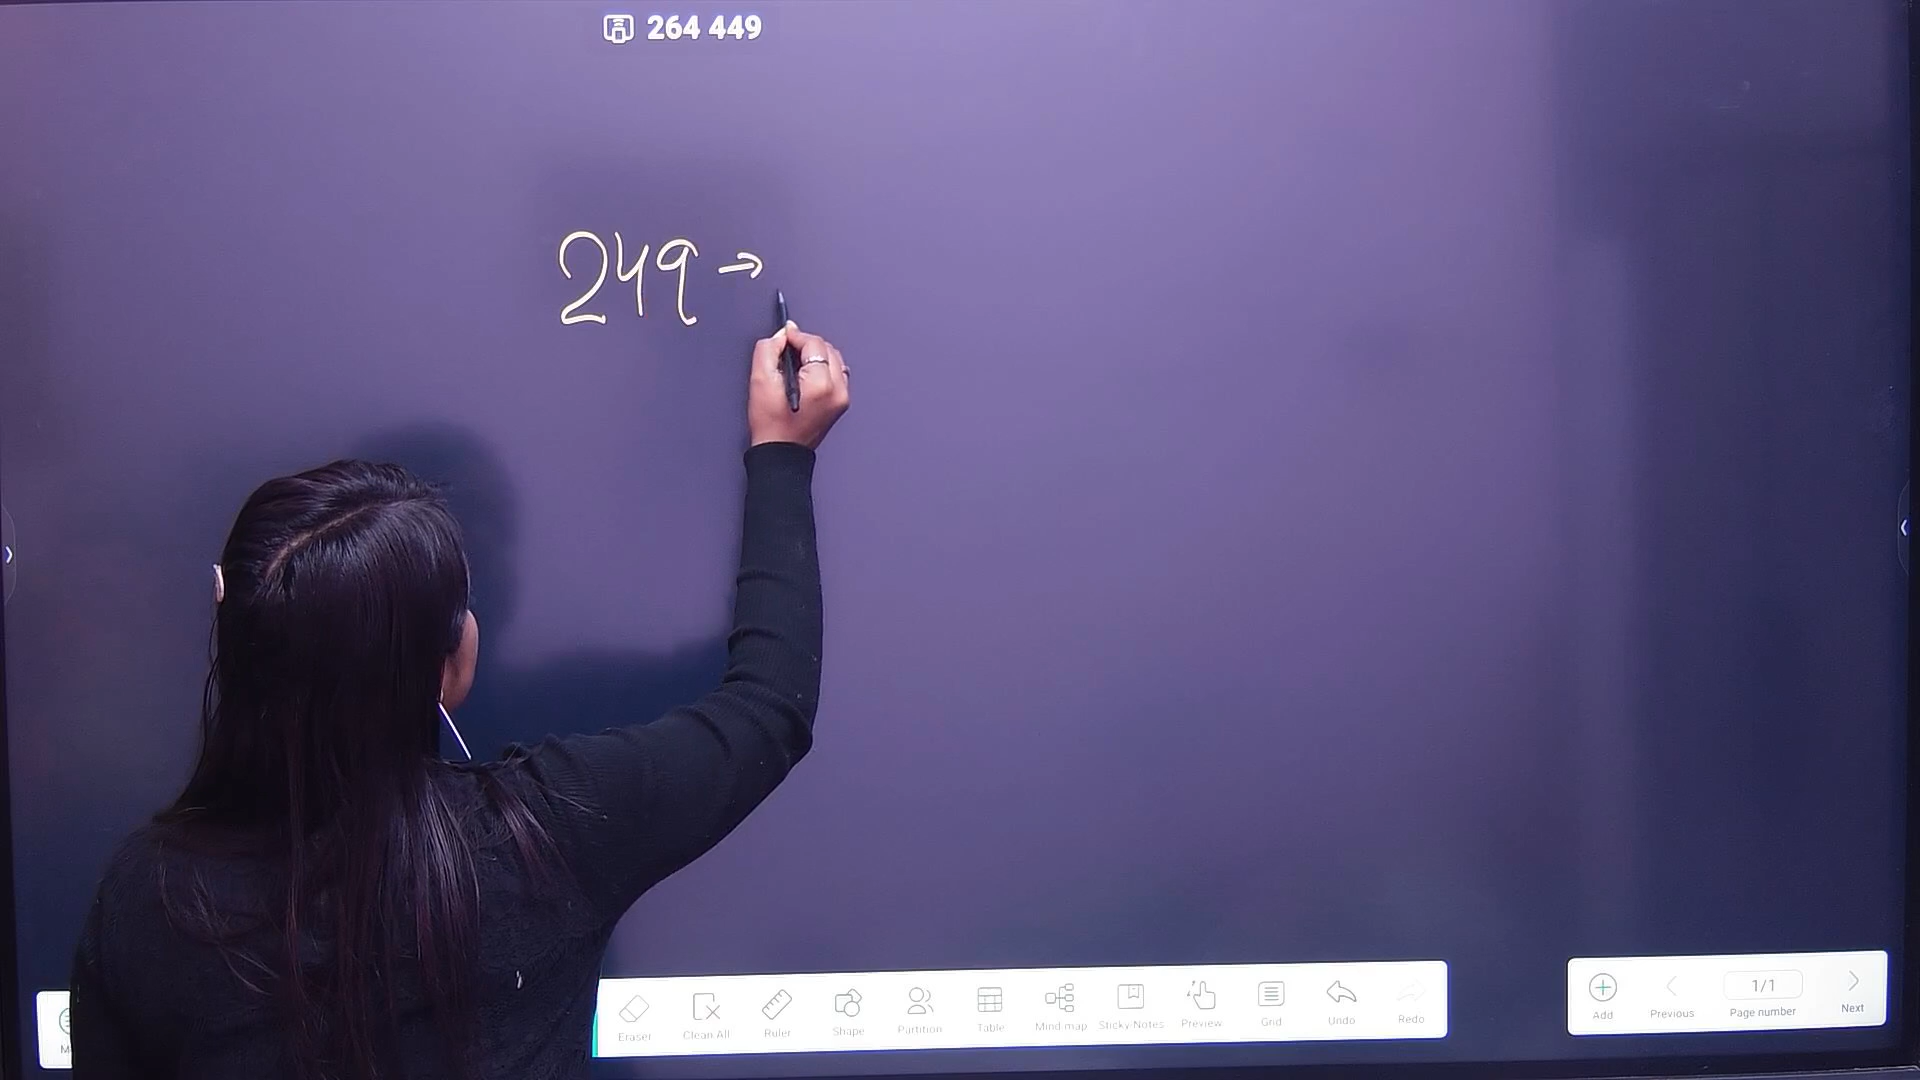 264 449
249 →
Eraser
Clean All
Ruler
Shape
Partition
Table
Mind map
Sticky Notes
Preview
Grid
Undo
Redo
Add
Previous
1/1
Page number
Next